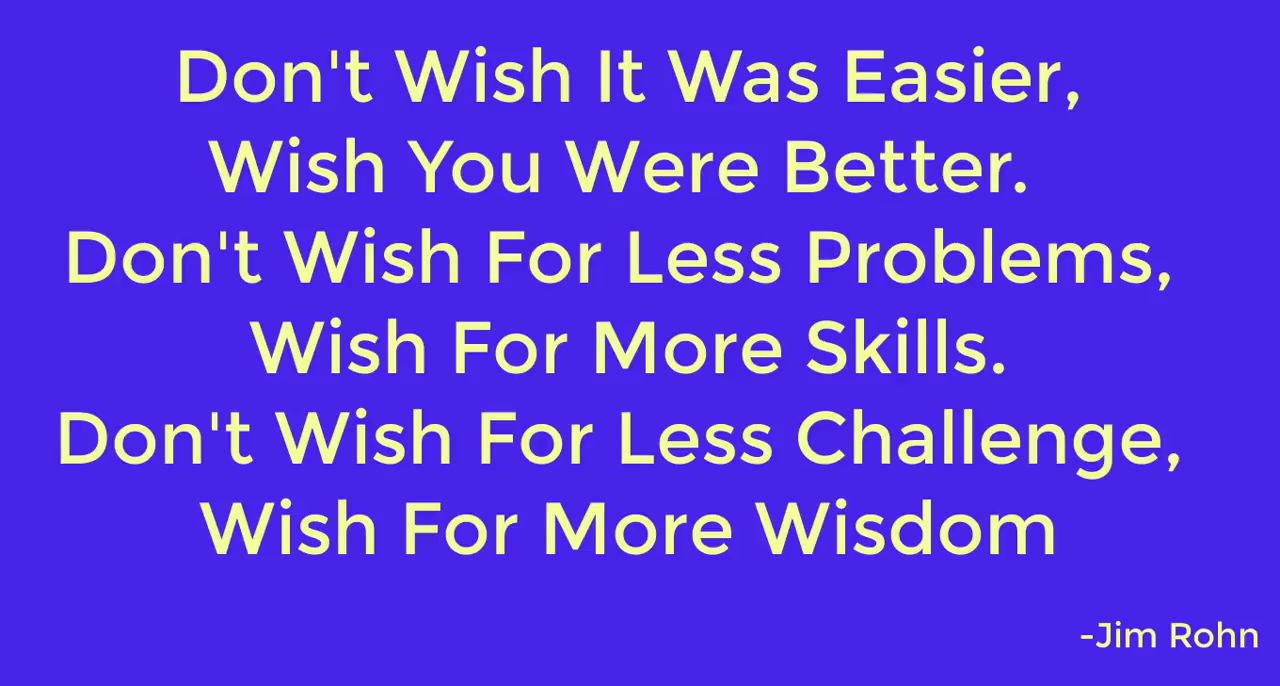 Don't Wish It Was Easier,
Wish You Were Better.
Don't Wish For Less Problems,
Wish For More Skills.
Don't Wish For Less Challenge,
Wish For More Wisdom
-Jim Rohn